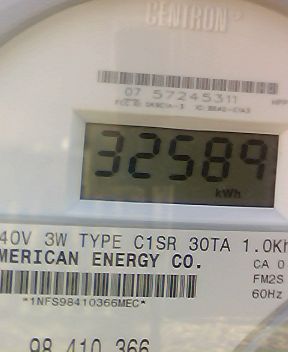 CENTRON®
07 57245311
32589
kWh
40V 3W TYPE C1SR 30TA 1.0Kh
MERICAN ENERGY CO.
CA 0
FM2S
*1NFS98410366MEC*
60Hz
98 410 366